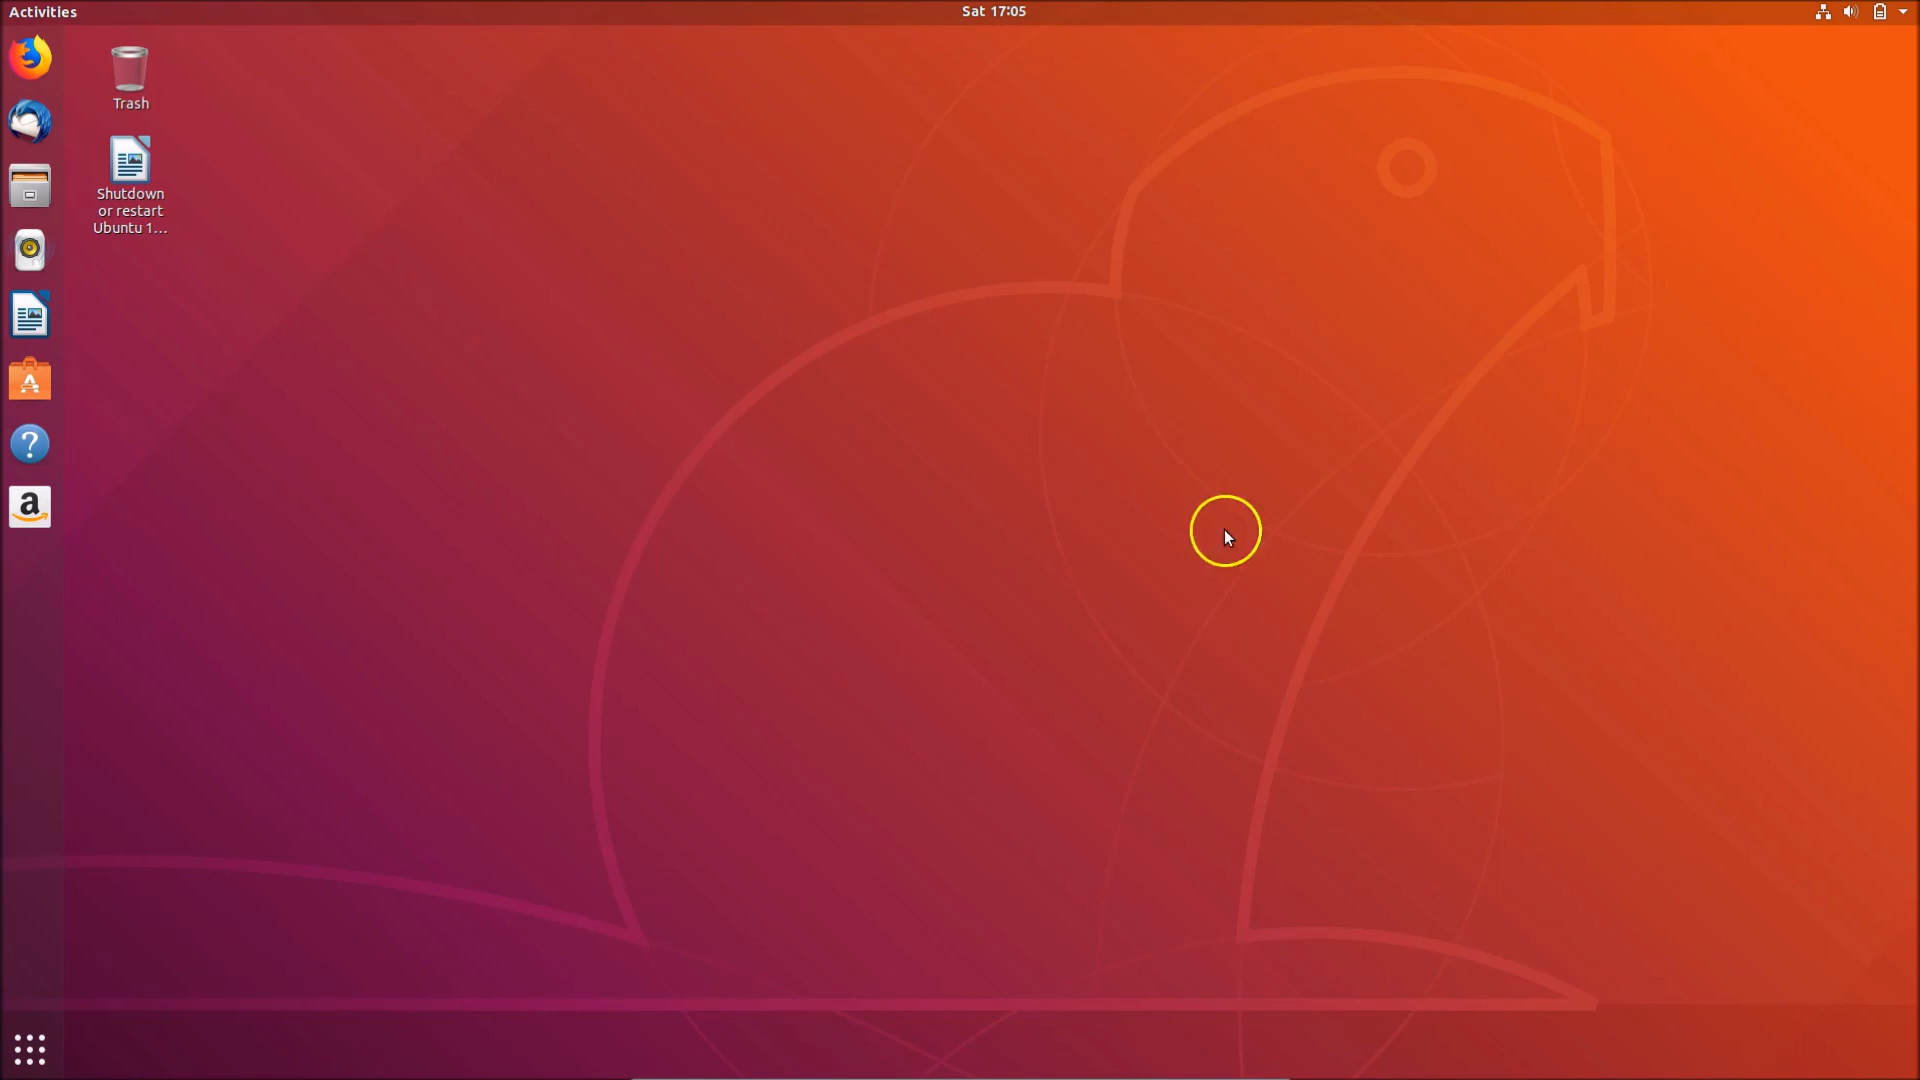 Activities
Sat 17:05
Trash
Shutdown
or restart
Ubuntu 1...